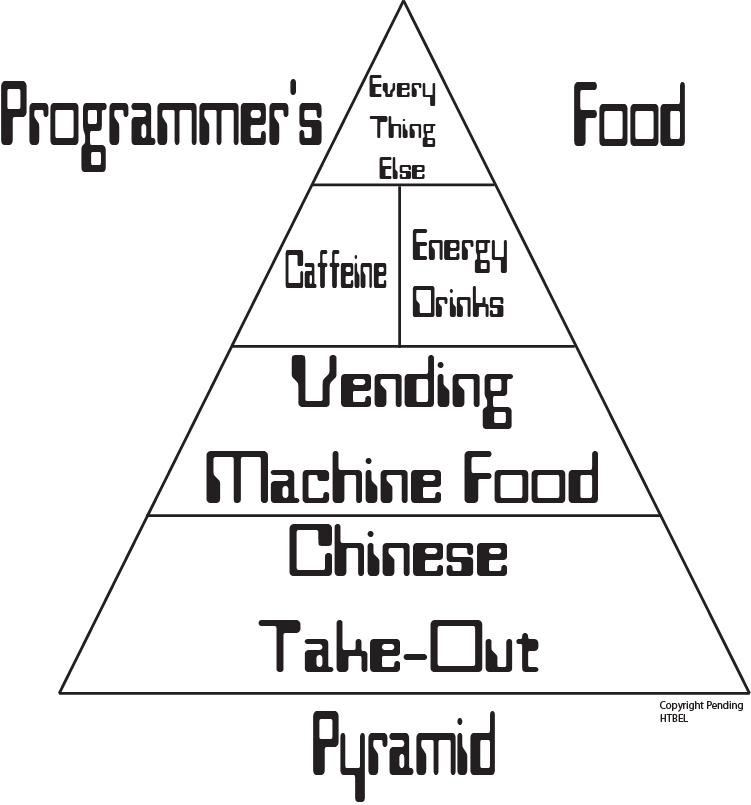 Programmer's Food
Every
Thing
Else
Caffeine
Energy
Drinks
Vending
Machine Food
Chinese
Take-Out
Copyright Pending
HTBEL
Pyramid